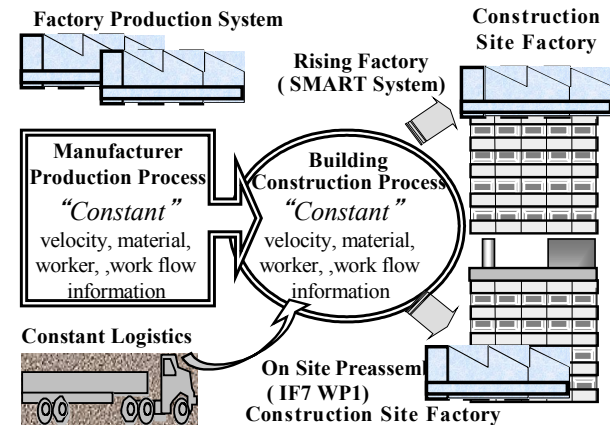 Factory Production System
Construction
Site Factory
Rising Factory
( SMART System)
Manufacturer
Production Process
“Constant”
velocity, material,
worker, ,work flow
information
Building
Construction Process
“Constant”
velocity, material,
worker, ,work flow
information
Constant Logistics
On Site Preassemb
( IF7 WP1)
Construction Site Factory